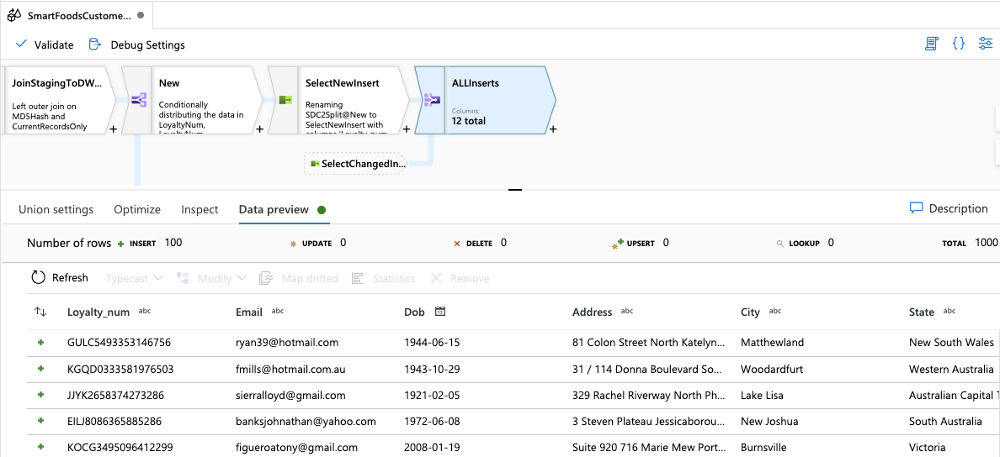 SmartFoodsCustome...
Validate Debug Settings
JoinStagingToDW...
Left outer join on
MD5Hash and
CurrentRecordsOnly
New
Conditionally
distributing the data in
LoyaltyNum,
LoyaltyNum
SelectNewInsert
Renaming
SDC2Split@New to
SelectNewInsert with
columns 'Loyalty_num
ALLInserts
Columns:
12 total
SelectChangedIn...
Union settings Optimize Inspect Data preview Description
Number of rows INSERT 100 UPDATE 0 DELETE 0 UPSERT 0 LOOKUP 0 TOTAL 1000
Refresh Typecast Modify Map drifted Statistics Remove
Loyalty_num abc Email abc Dob Address abc City abc State abc
GULC5493353146756 ryan39@hotmail.com 1944-06-15 81 Colon Street North Katelyn... Matthewland New South Wales
KGQD0333581976503 fmills@hotmail.com.au 1943-10-29 31 / 114 Donna Boulevard So... Woodardfurt Western Australia
JJYK2658374273286 sierralloyd@gmail.com 1921-02-05 329 Rachel Riverway North Ph... Lake Lisa Australian Capital T
EILJ8086365885286 banksjohnathan@yahoo.com 1972-06-08 3 Steven Plateau Jessicaborou... New Joshua South Australia
KOCG3495096412299 figueroatony@gmail.com 2008-01-19 Suite 920 716 Marie Mew Port... Burnsville Victoria